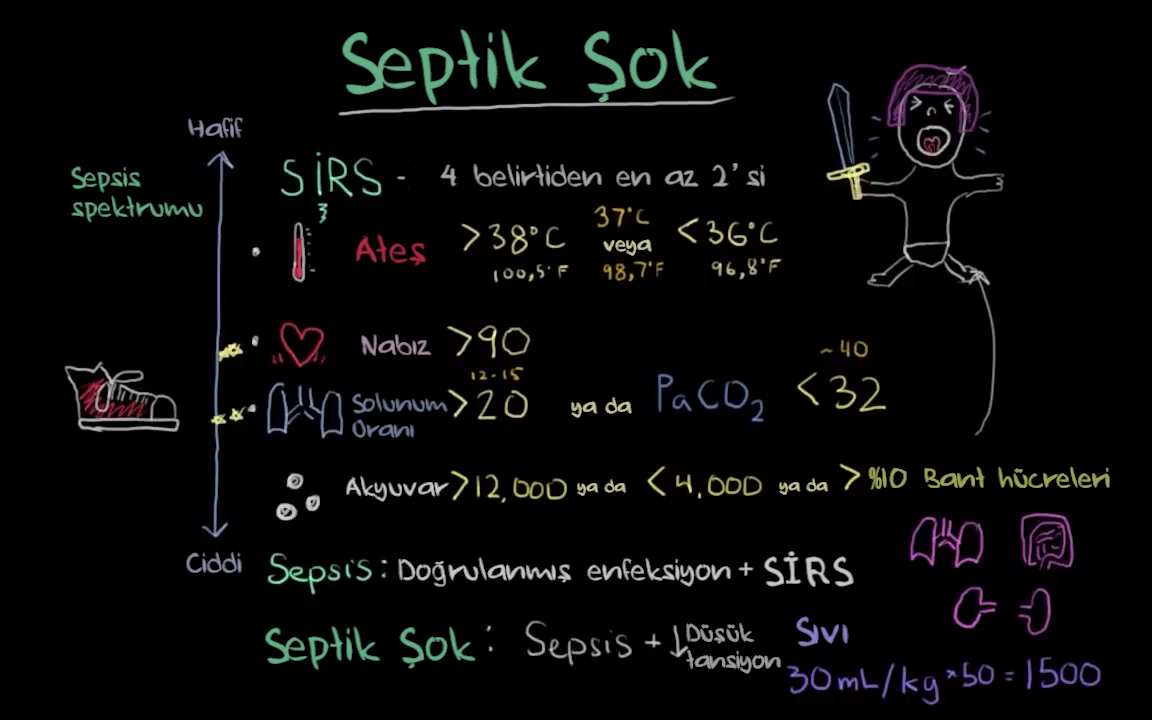 Septik Şok
Hafif
Sepsis
spektrumu
SİRS - 4 belirtiden en az 2'si
Ateş >38°C 37°C veya <36°C
100,5°F 98,7°F 96,8°F
Nabız >90
12-15
~40
Solunum Oranı >20 ya da PaCO2 <32
Akyuvar >12,000 ya da <4,000 ya da > %10 Bant hücreleri
Ciddi
Sepsis: Doğrulanmış enfeksiyon + SİRS
Septik Şok: Sepsis + ↓ Düşük tansiyon
Sıvı
30mL/kg × 50 = 1500